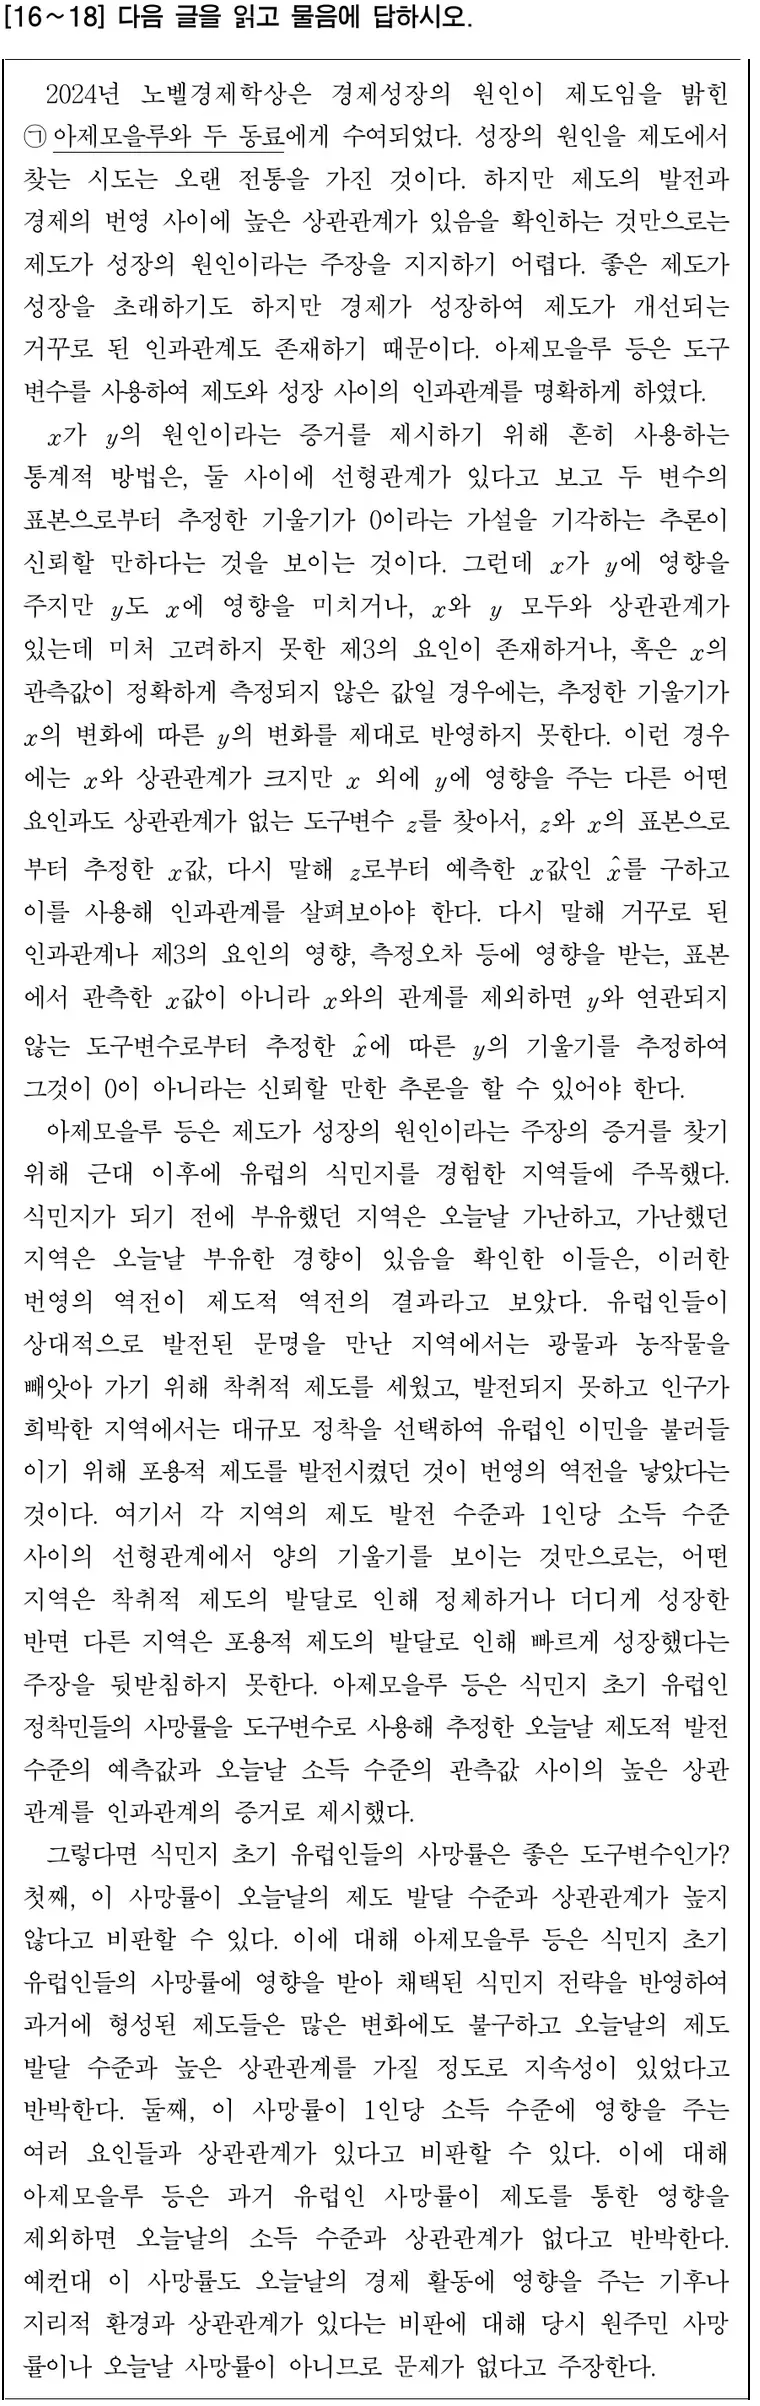 [16～18] 다음 글을 읽고 물음에 답하시오.
2024년 노벨경제학상은 경제성장의 원인이 제도임을 밝힌
㉠아제모을루와 두 동료에게 수여되었다. 성장의 원인을 제도에서
찾는 시도는 오랜 전통을 가진 것이다. 하지만 제도의 발전과
경제의 번영 사이에 높은 상관관계가 있음을 확인하는 것만으로는
제도가 성장의 원인이라는 주장을 지지하기 어렵다. 좋은 제도가
성장을 초래하기도 하지만 경제가 성장하여 제도가 개선되는
거꾸로 된 인과관계도 존재하기 때문이다. 아제모을루 등은 도구
변수를 사용하여 제도와 성장 사이의 인과관계를 명확하게 하였다.
x가 y의 원인이라는 증거를 제시하기 위해 흔히 사용하는
통계적 방법은, 둘 사이에 선형관계가 있다고 보고 두 변수의
표본으로부터 추정한 기울기가 0이라는 가설을 기각하는 추론이
신뢰할 만하다는 것을 보이는 것이다. 그런데 x가 y에 영향을
주지만 y도 x에 영향을 미치거나, x와 y 모두와 상관관계가
있는데 미처 고려하지 못한 제3의 요인이 존재하거나, 혹은 x의
관측값이 정확하게 측정되지 않은 값일 경우에는, 추정한 기울기가
x의 변화에 따른 y의 변화를 제대로 반영하지 못한다. 이런 경우
에는 x와 상관관계가 크지만 x 외에 y에 영향을 주는 다른 어떤
요인과도 상관관계가 없는 도구변수 z를 찾아서, z와 x의 표본으로
부터 추정한 x값, 다시 말해 z로부터 예측한 x값인 x̂를 구하고
이를 사용해 인과관계를 살펴보아야 한다. 다시 말해 거꾸로 된
인과관계나 제3의 요인의 영향, 측정오차 등에 영향을 받는, 표본
에서 관측한 x값이 아니라 x와의 관계를 제외하면 y와 연관되지
않는 도구변수로부터 추정한 x̂에 따른 y의 기울기를 추정하여
그것이 0이 아니라는 신뢰할 만한 추론을 할 수 있어야 한다.
아제모을루 등은 제도가 성장의 원인이라는 주장의 증거를 찾기
위해 근대 이후에 유럽의 식민지를 경험한 지역들에 주목했다.
식민지가 되기 전에 부유했던 지역은 오늘날 가난하고, 가난했던
지역은 오늘날 부유한 경향이 있음을 확인한 이들은, 이러한
번영의 역전이 제도적 역전의 결과라고 보았다. 유럽인들이
상대적으로 발전된 문명을 만난 지역에서는 광물과 농작물을
빼앗아 가기 위해 착취적 제도를 세웠고, 발전되지 못하고 인구가
희박한 지역에서는 대규모 정착을 선택하여 유럽인 이민을 불러들
이기 위해 포용적 제도를 발전시켰던 것이 번영의 역전을 낳았다는
것이다. 여기서 각 지역의 제도 발전 수준과 1인당 소득 수준
사이의 선형관계에서 양의 기울기를 보이는 것만으로는, 어떤
지역은 착취적 제도의 발달로 인해 정체하거나 더디게 성장한
반면 다른 지역은 포용적 제도의 발달로 인해 빠르게 성장했다는
주장을 뒷받침하지 못한다. 아제모을루 등은 식민지 초기 유럽인
정착민들의 사망률을 도구변수로 사용해 추정한 오늘날 제도적 발전
수준의 예측값과 오늘날 소득 수준의 관측값 사이의 높은 상관
관계를 인과관계의 증거로 제시했다.
그렇다면 식민지 초기 유럽인들의 사망률은 좋은 도구변수인가?
첫째, 이 사망률이 오늘날의 제도 발달 수준과 상관관계가 높지
않다고 비판할 수 있다. 이에 대해 아제모을루 등은 식민지 초기
유럽인들의 사망률에 영향을 받아 채택된 식민지 전략을 반영하여
과거에 형성된 제도들은 많은 변화에도 불구하고 오늘날의 제도
발달 수준과 높은 상관관계를 가질 정도로 지속성이 있었다고
반박한다. 둘째, 이 사망률이 1인당 소득 수준에 영향을 주는
여러 요인들과 상관관계가 있다고 비판할 수 있다. 이에 대해
아제모을루 등은 과거 유럽인 사망률이 제도를 통한 영향을
제외하면 오늘날의 소득 수준과 상관관계가 없다고 반박한다.
예컨대 이 사망률도 오늘날의 경제 활동에 영향을 주는 기후나
지리적 환경과 상관관계가 있다는 비판에 대해 당시 원주민 사망
률이나 오늘날 사망률이 아니므로 문제가 없다고 주장한다.